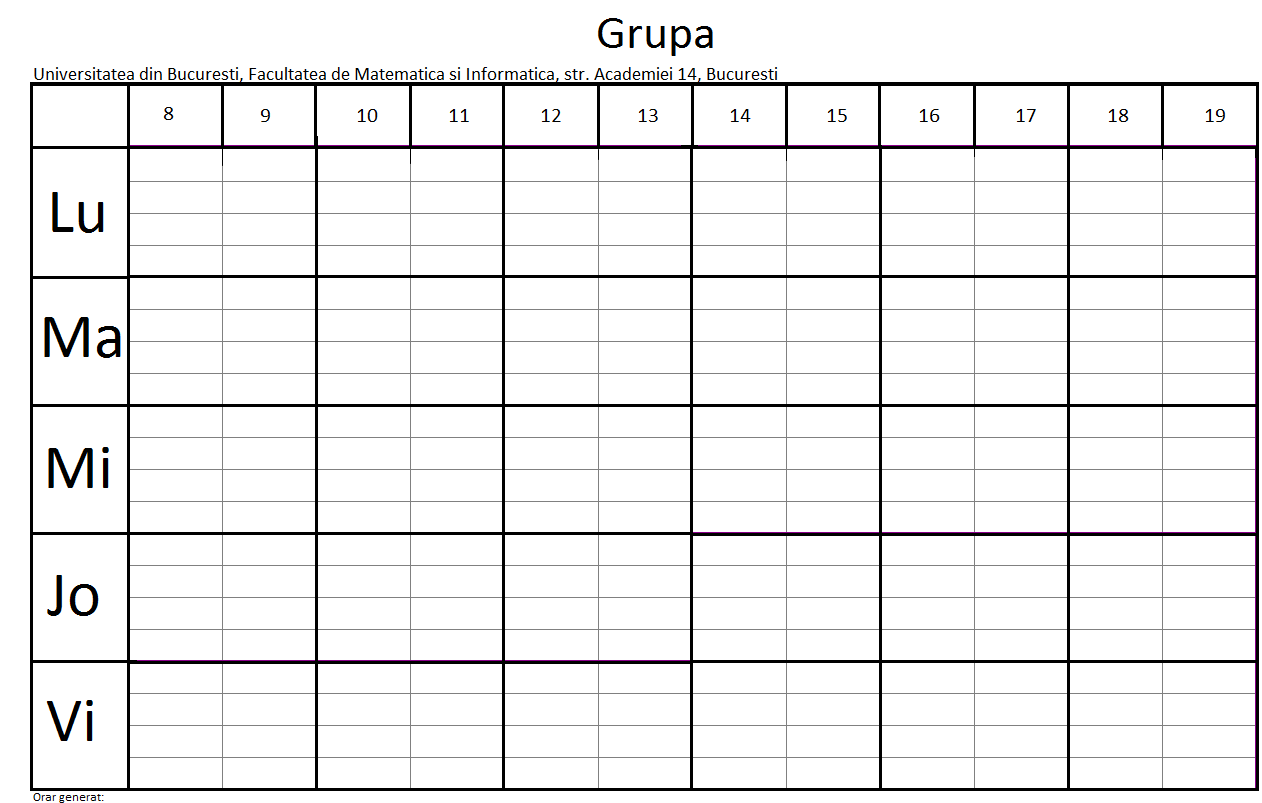 Grupa
Universitatea din Bucuresti, Facultatea de Matematica si Informatica, str. Academiei 14, Bucuresti
8 9 10 11 12 13 14 15 16 17 18 19
Lu
Ma
Mi
Jo
Vi
Orar generat: